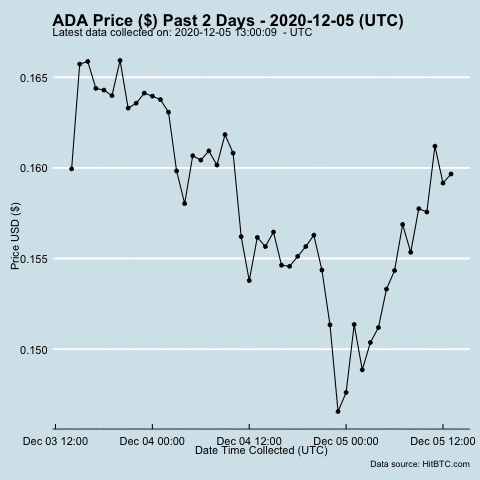 ADA Price ($) Past 2 Days - 2020-12-05 (UTC)
Latest data collected on: 2020-12-05 13:00:09 - UTC
Price USD ($)
0.165
0.160
0.155
0.150
Dec 03 12:00 Dec 04 00:00 Dec 04 12:00 Dec 05 00:00 Dec 05 12:00
Date Time Collected (UTC)
Data source: HitBTC.com